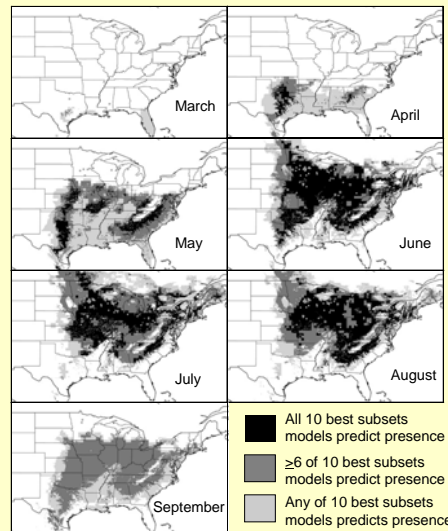 March
April
May
June
July
August
September
All 10 best subsets
models predict presence
≥6 of 10 best subsets
models predict presence
Any of 10 best subsets
models predicts presence